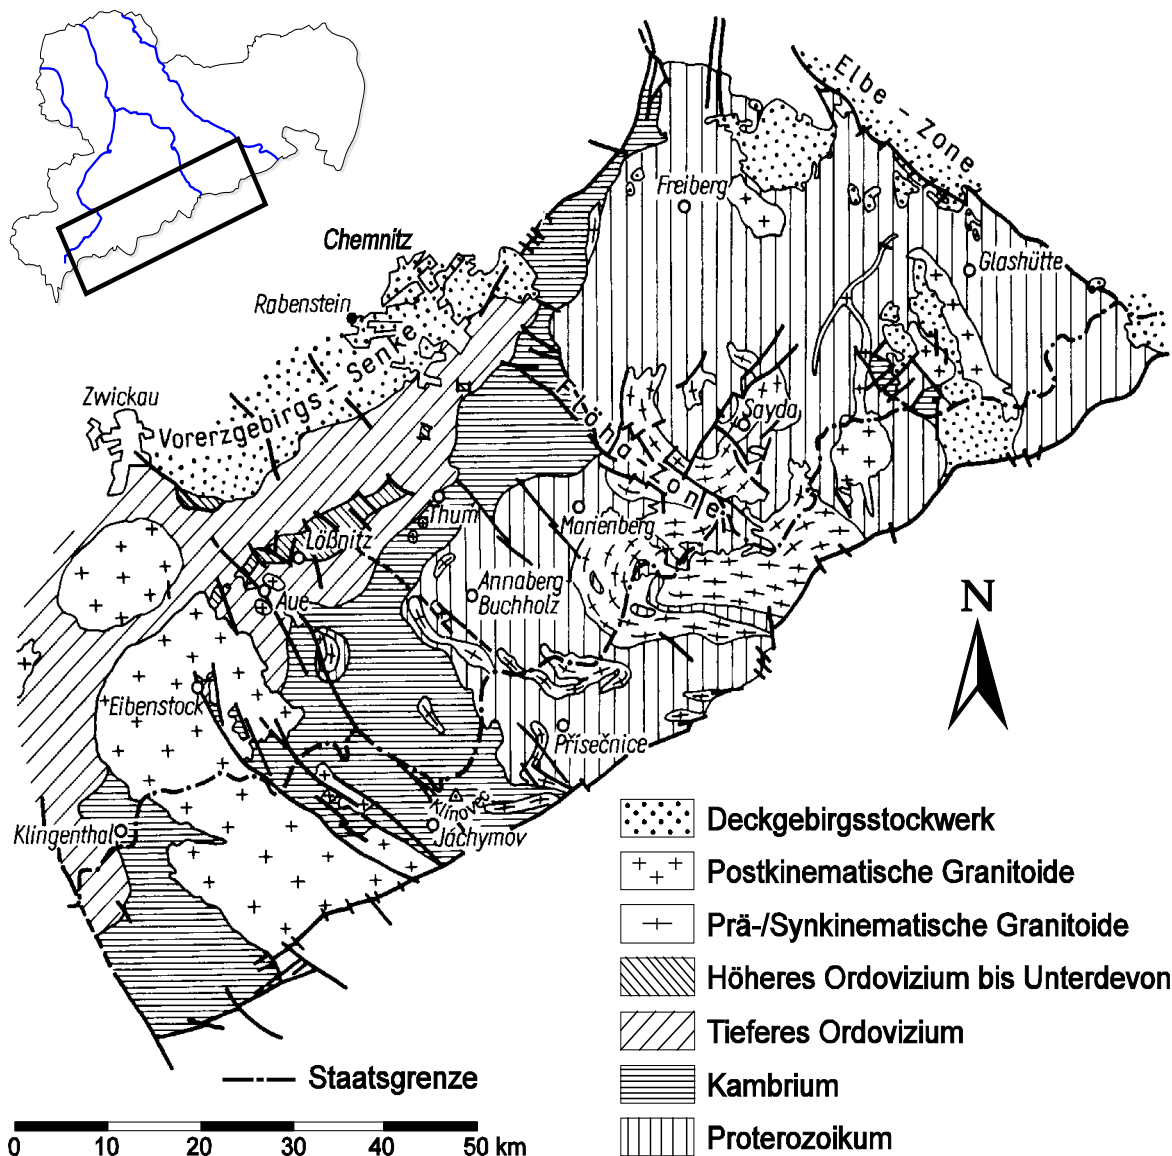 Elbe – Zone
Freiberg
Chemnitz
Glashütte
Rabenstein
Vorerzgebirgs – Senke
Zwickau
Flöha – Zone
Sayda
Thum
Marienberg
Lößnitz
Annaberg
Buchholz
Aue
N
Eibenstock
Přísečnice
Klínovec
Klingenthal
Jáchymov
Deckgebirgsstockwerk
Postkinematische Granitoide
Prä-/Synkinematische Granitoide
Höheres Ordovizium bis Unterdevon
Tieferes Ordovizium
Staatsgrenze
Kambrium
Proterozoikum
0 10 20 30 40 50 km